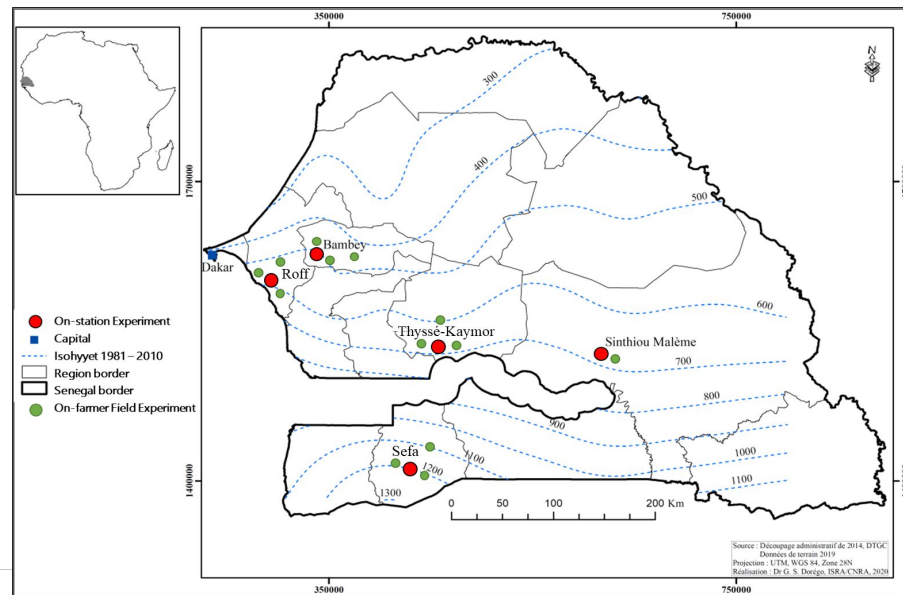 350000
750000
N
300
400
1700000
500
Bambey
Dakar
Roff
600
Thyssé-Kaymor
Sinthiou Malème
700
On-station Experiment
Capital
Isohyyet 1981 – 2010
Region border
Senegal border
On-farmer Field Experiment
800
900
1000
1100
Sefa
1100
1200
1300
1400000
0 50 100 150 200 Km
Source : Découpage administratif de 2014, DTGC
Données de terrain 2019
Projection : UTM, WGS 84, Zone 28N
Réalisation : Dr G. S. Dorégo, ISRA/CNRA, 2020
350000
750000